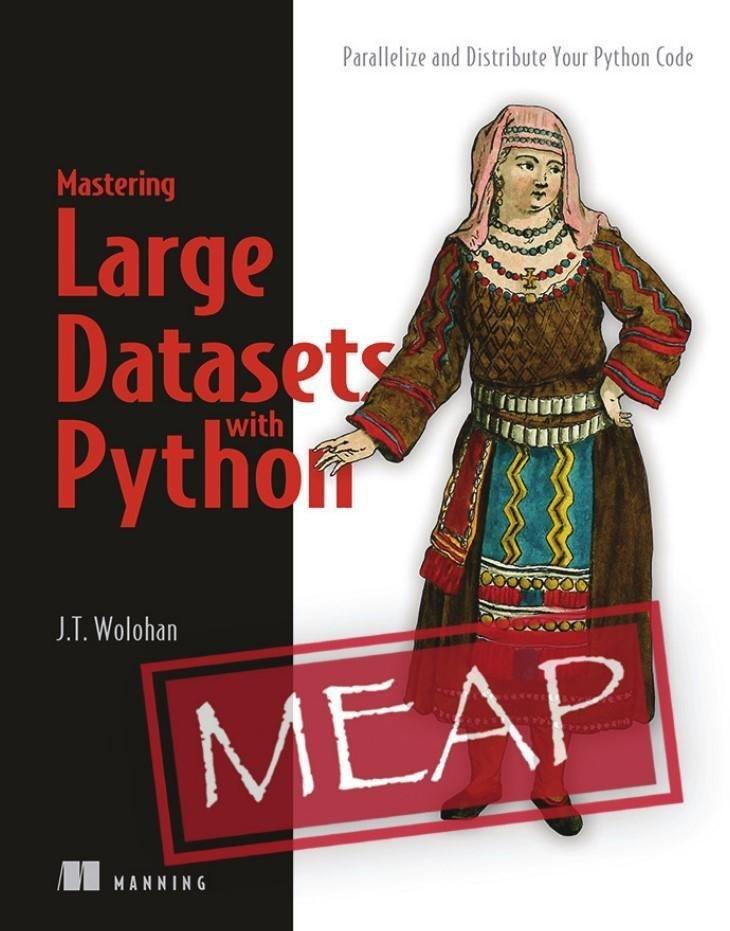 Parallelize and Distribute Your Python Code
Mastering
Large
Datasets
with
Python
J.T. Wolohan
MEAP
MANNING